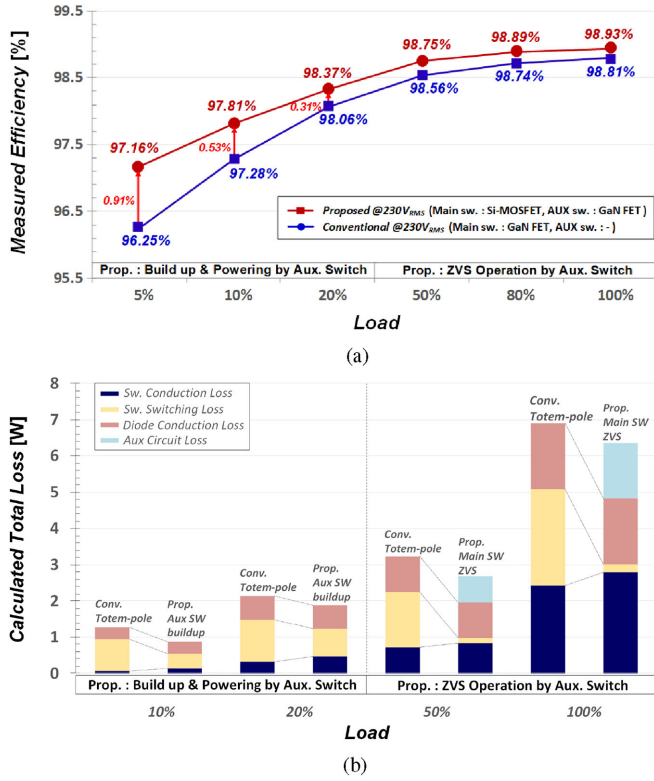 99.5
98.5
97.5
96.5
95.5
Measured Efficiency [%]
97.16%
97.81%
98.37%
98.75%
98.89%
98.93%
0.91%
0.53%
0.31%
96.25%
97.28%
98.06%
98.56%
98.74%
98.81%
Proposed @230V_RMS (Main sw. : Si-MOSFET, AUX sw. : GaN FET )
Conventional @230V_RMS (Main sw. : GaN FET, AUX sw. : - )
Prop. : Build up & Powering by Aux. Switch
Prop. : ZVS Operation by Aux. Switch
5% 10% 20% 50% 80% 100%
Load
(a)
8
7
6
5
4
3
2
1
0
Calculated Total Loss [W]
Sw. Conduction Loss
Sw. Switching Loss
Diode Conduction Loss
Aux Circuit Loss
Conv.
Totem-pole
Prop.
Aux SW
buildup
Conv.
Totem-pole
Prop.
Aux SW
buildup
Conv.
Totem-pole
Prop.
Main SW
ZVS
Conv.
Totem-pole
Prop.
Main SW
ZVS
Prop. : Build up & Powering by Aux. Switch
Prop. : ZVS Operation by Aux. Switch
10% 20% 50% 100%
Load
(b)